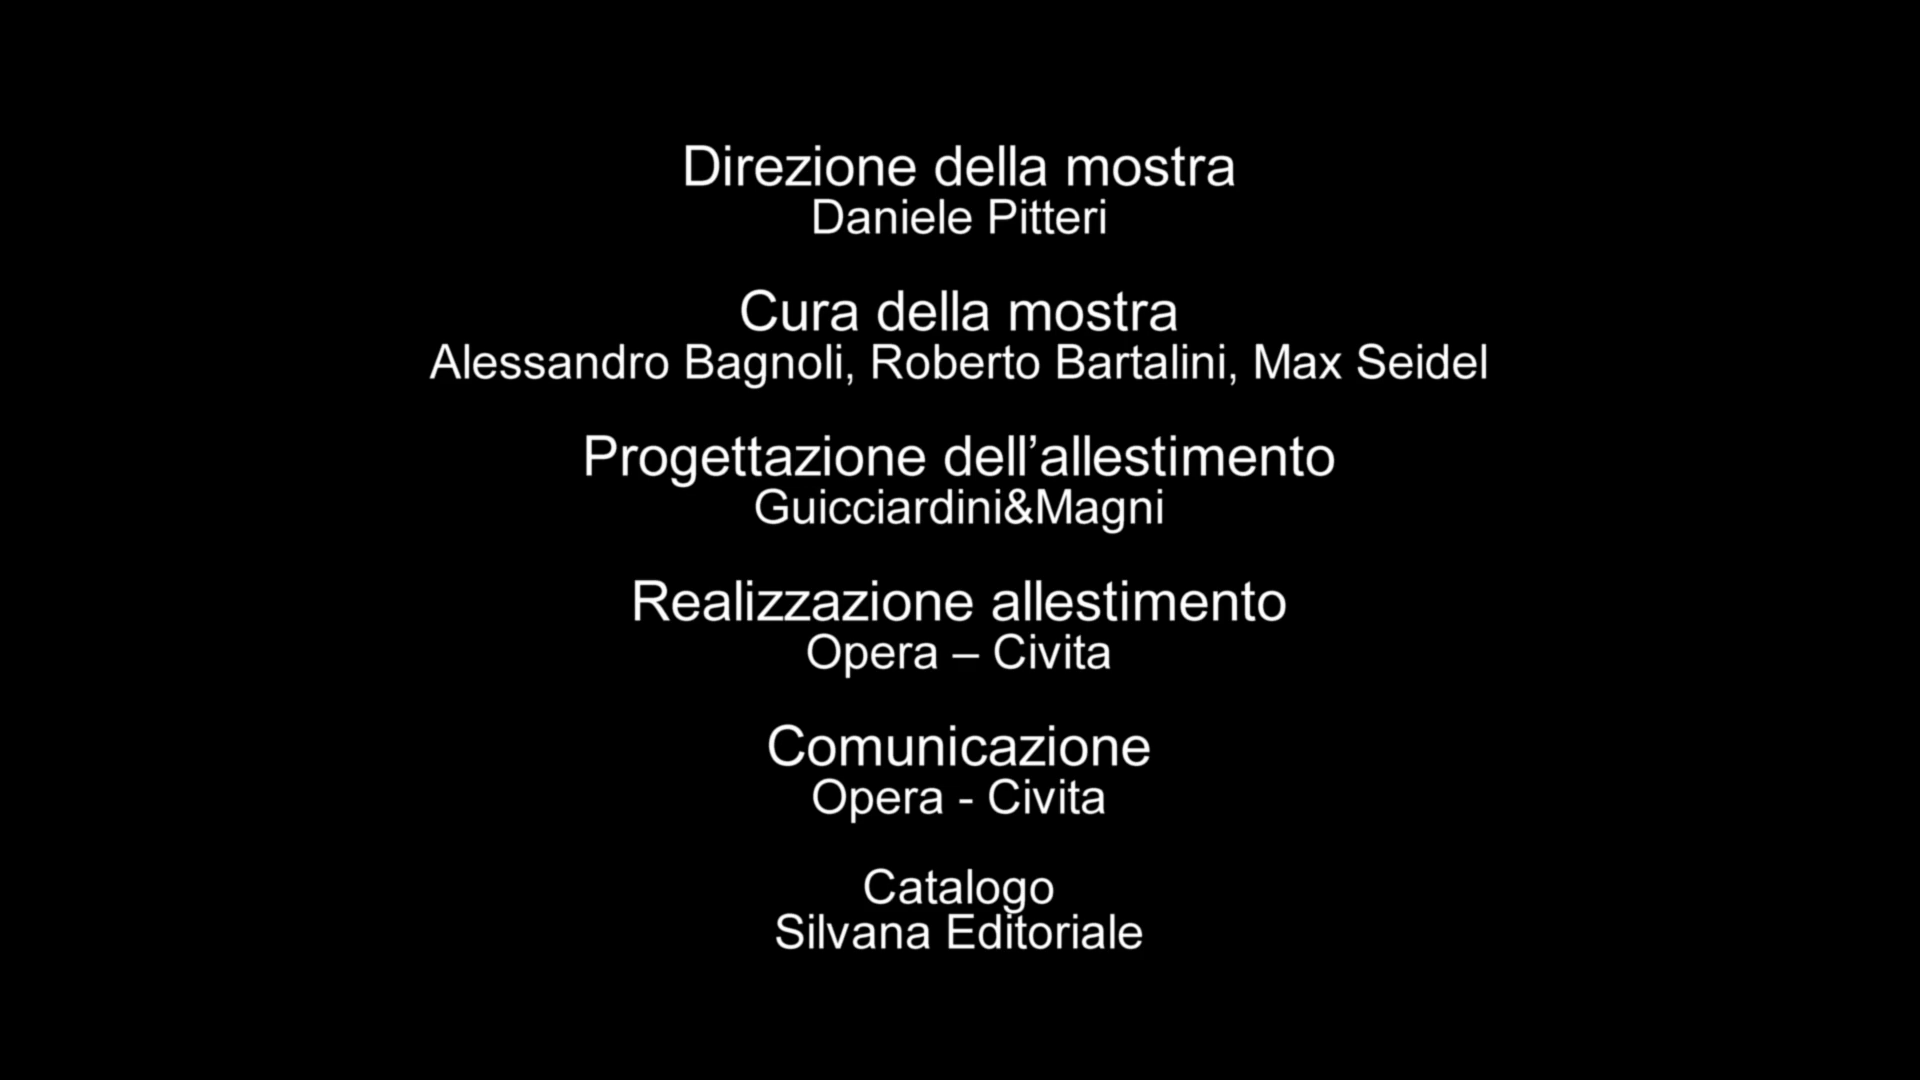 Direzione della mostra
Daniele Pitteri
Cura della mostra
Alessandro Bagnoli, Roberto Bartalini, Max Seidel
Progettazione dell’allestimento
Guicciardini&Magni
Realizzazione allestimento
Opera – Civita
Comunicazione
Opera - Civita
Catalogo
Silvana Editoriale